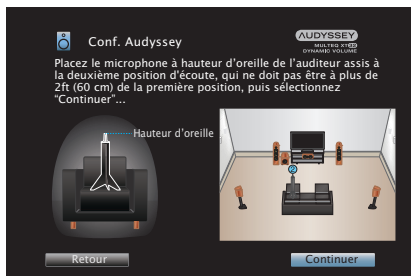 Conf. Audyssey
AUDYSSEY
MULTEQ XT32
DYNAMIC VOLUME
Placez le microphone à hauteur d'oreille de l'auditeur assis à
la deuxième position d'écoute, qui ne doit pas être à plus de
2ft (60 cm) de la première position, puis sélectionnez
"Continuer"...
Hauteur d'oreille
2
Retour
Continuer